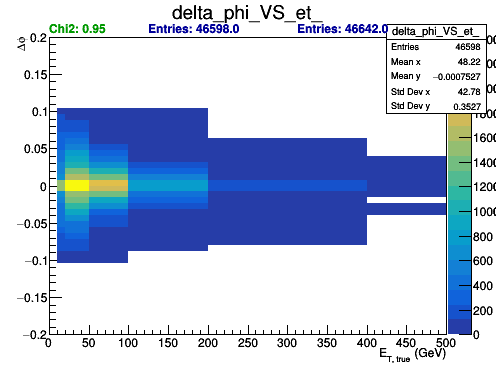 delta_phi_VS_et_
Chi2: 0.95 Entries: 46598.0 Entries: 46642.0
delta_phi_VS_et_
Entries 46598
Mean x 48.22
Mean y −0.0007527
Std Dev x 42.78
Std Dev y 0.3527
Δφ
0.2
0.15
0.1
0.05
0
−0.05
−0.1
−0.15
−0.2
0 50 100 150 200 250 300 350 400 450 500
E_T, true (GeV)
1600
1400
1200
1000
800
600
400
200
0